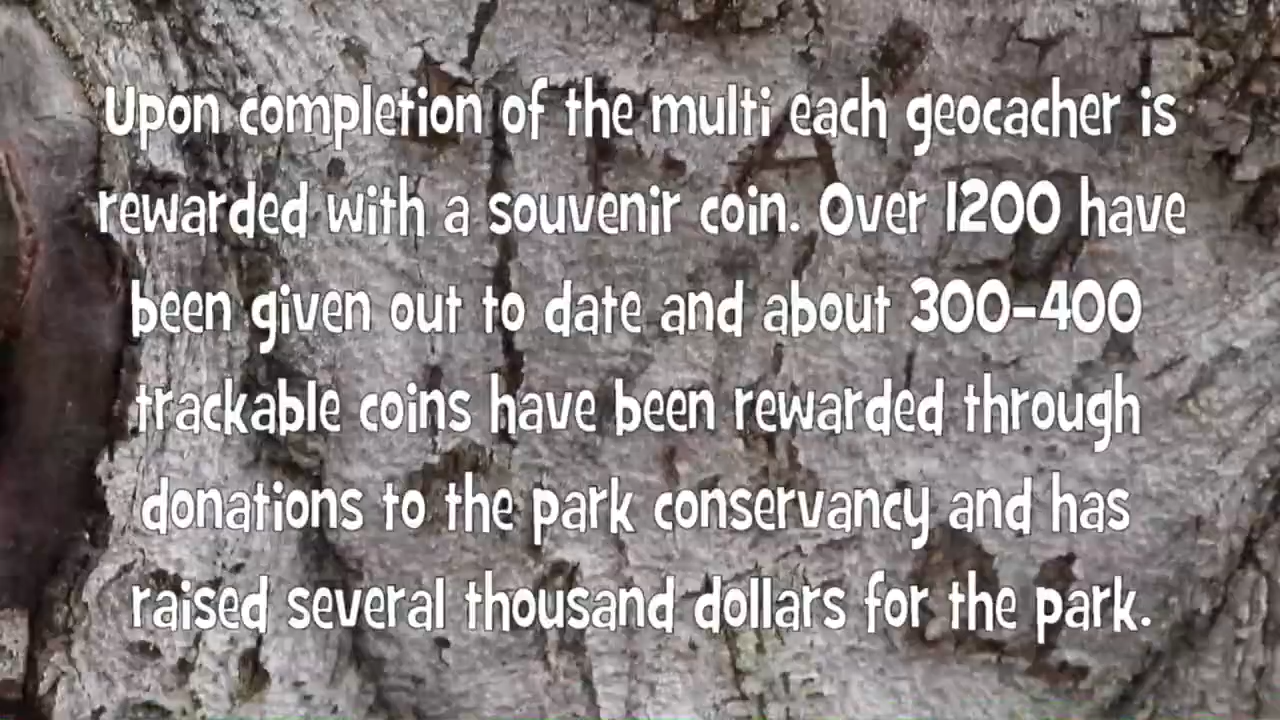 Upon completion of the multi each geocacher is
rewarded with a souvenir coin. Over 1200 have
been given out to date and about 300-400
trackable coins have been rewarded through
donations to the park conservancy and has
raised several thousand dollars for the park.